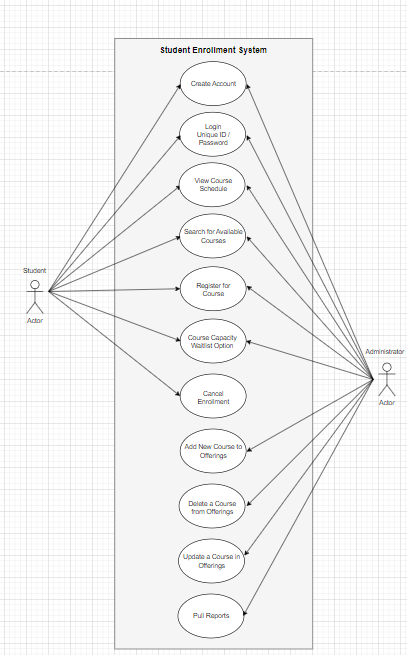 Student Enrollment System
Create Account
Login
Unique ID /
Password
View Course
Schedule
Search for Available
Courses
Register for
Course
Student
Actor
Course Capacity
Waitlist Option
Administrator
Actor
Cancel
Enrollment
Add New Course to
Offerings
Delete a Course
from Offerings
Update a Course in
Offerings
Pull Reports